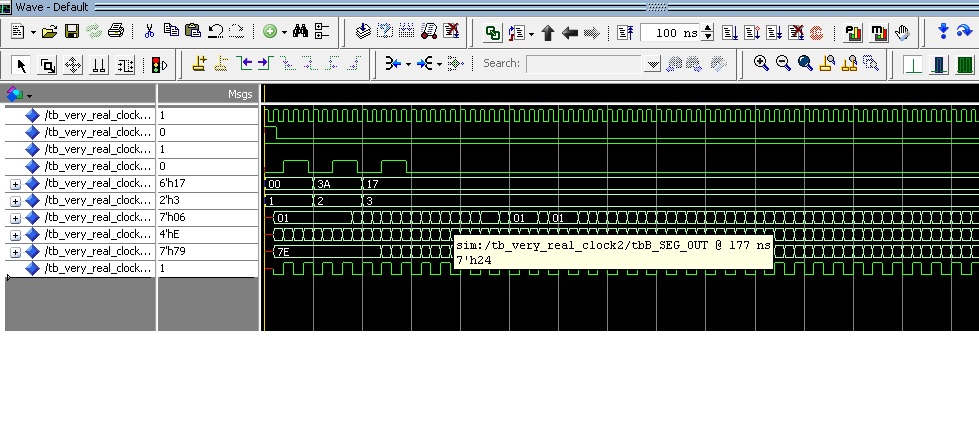 Wave - Default
100 ns
Search:
Msgs
/tb_very_real_clock... 1
/tb_very_real_clock... 0
/tb_very_real_clock... 1
/tb_very_real_clock... 0
/tb_very_real_clock... 6'h17 00 3A 17
/tb_very_real_clock... 2'h3 1 2 3
/tb_very_real_clock... 7'h06 01 01 01
/tb_very_real_clock... 4'hE
/tb_very_real_clock... 7'h79 7E
/tb_very_real_clock... 1
sim:/tb_very_real_clock2/tbB_SEG_OUT @ 177 ns
7'h24